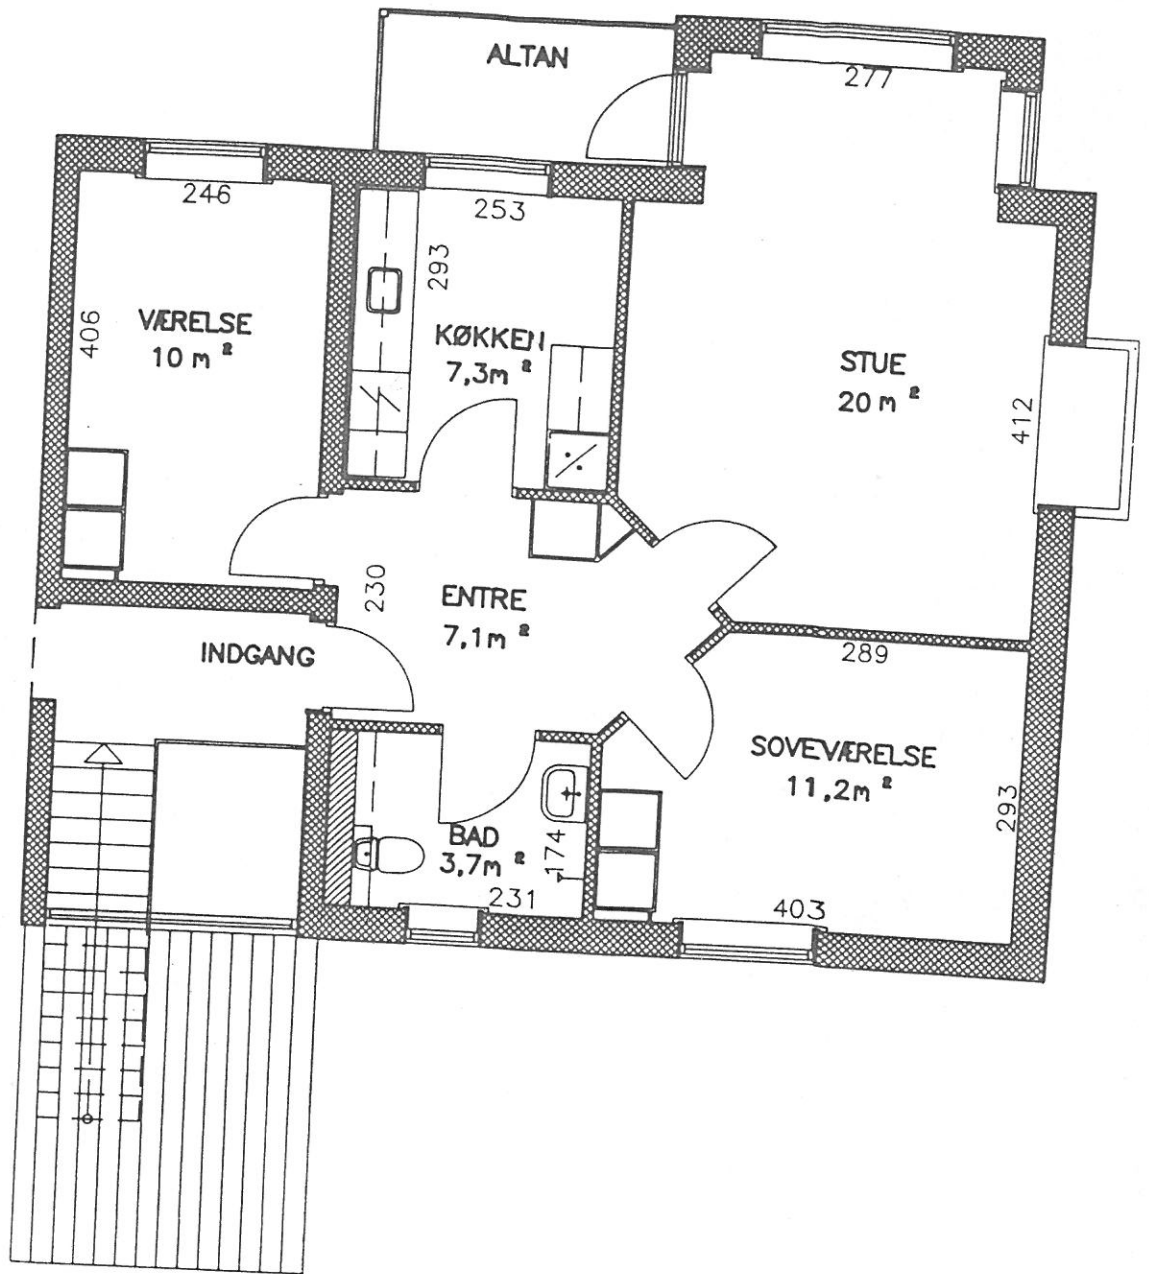 ALTAN
277
246
253
293
406
VÆRELSE
10 m²
KØKKEN
7,3m²
STUE
20 m²
412
230
ENTRE
7,1m²
INDGANG
289
SOVEVÆRELSE
11,2m²
293
BAD
3,7m²
174
231
403